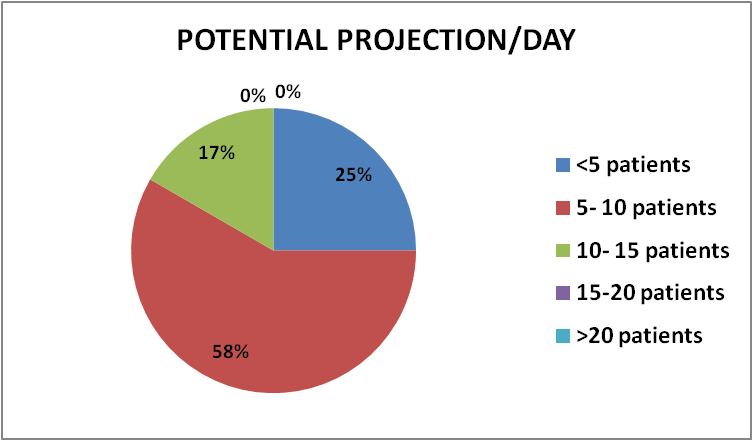 POTENTIAL PROJECTION/DAY
0% 0%
17%
25%
58%
<5 patients
5- 10 patients
10- 15 patients
15-20 patients
>20 patients